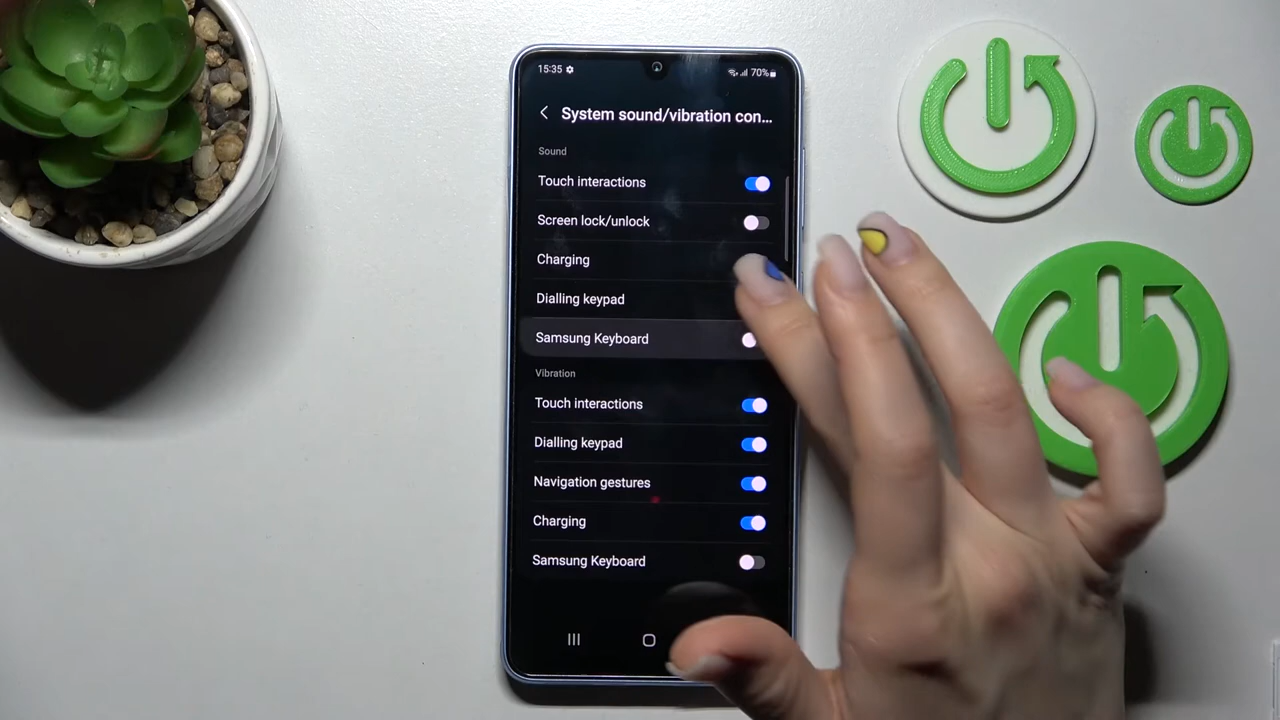 15:35
70%
System sound/vibration con...
Sound
Touch interactions
Screen lock/unlock
Charging
Dialling keypad
Samsung Keyboard
Vibration
Touch interactions
Dialling keypad
Navigation gestures
Charging
Samsung Keyboard